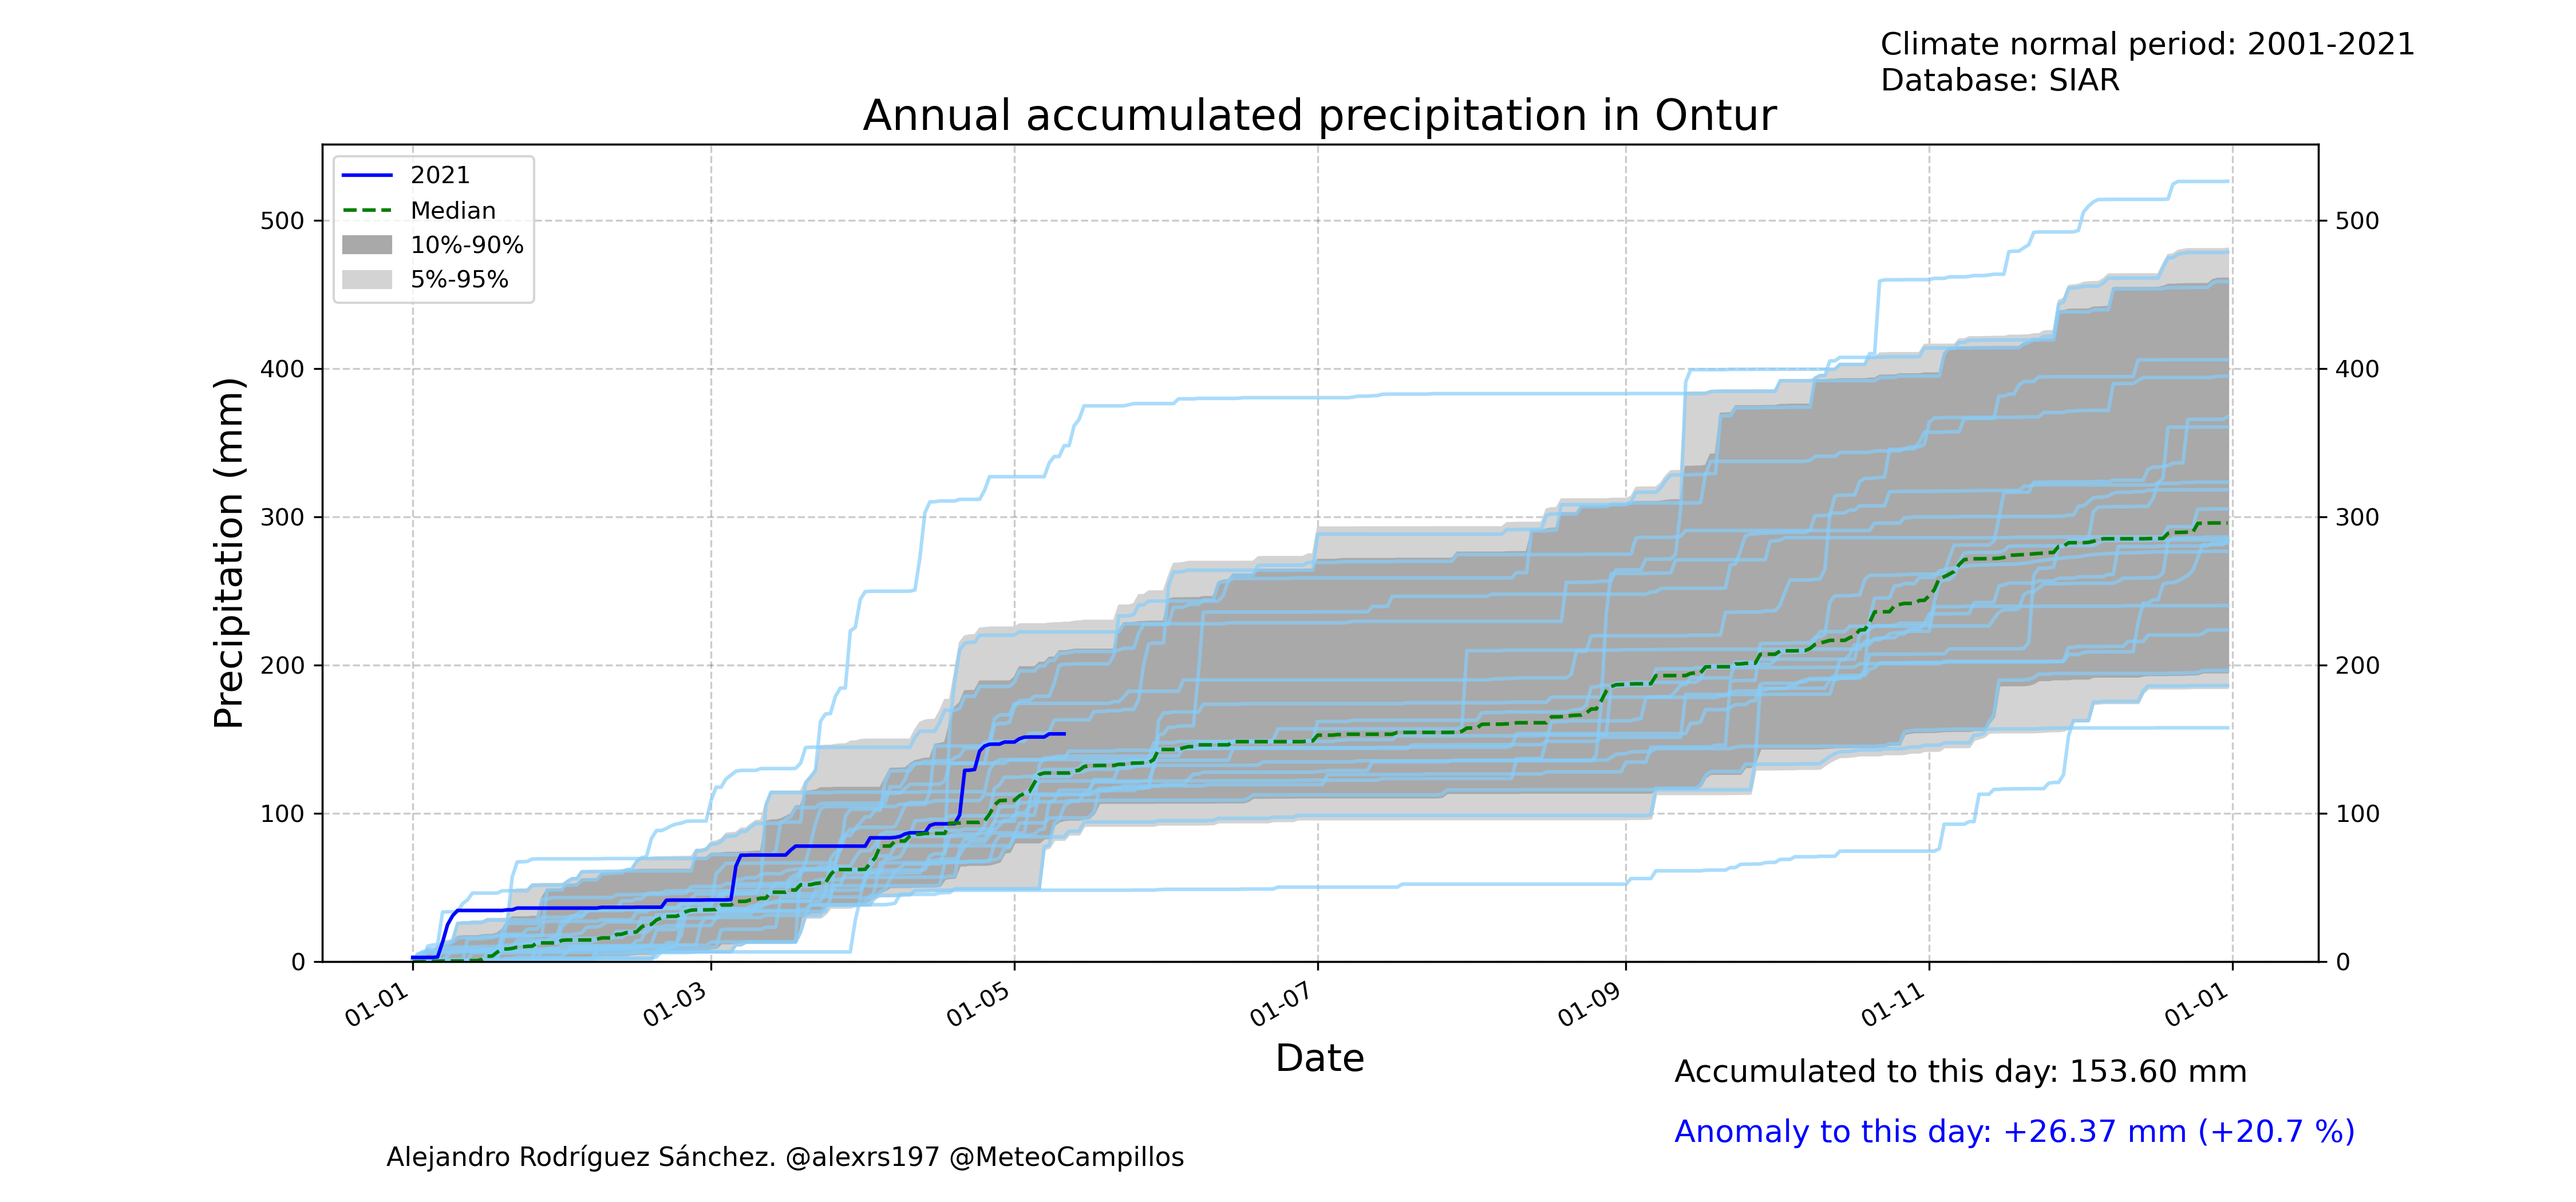 Climate normal period: 2001-2021
Database: SIAR
Annual accumulated precipitation in Ontur
2021
Median
10%-90%
5%-95%
Precipitation (mm)
500
400
300
200
100
0
500
400
300
200
100
0
01-01
01-03
01-05
01-07
01-09
01-11
01-01
Date
Accumulated to this day: 153.60 mm
Anomaly to this day: +26.37 mm (+20.7 %)
Alejandro Rodríguez Sánchez. @alexrs197 @MeteoCampillos